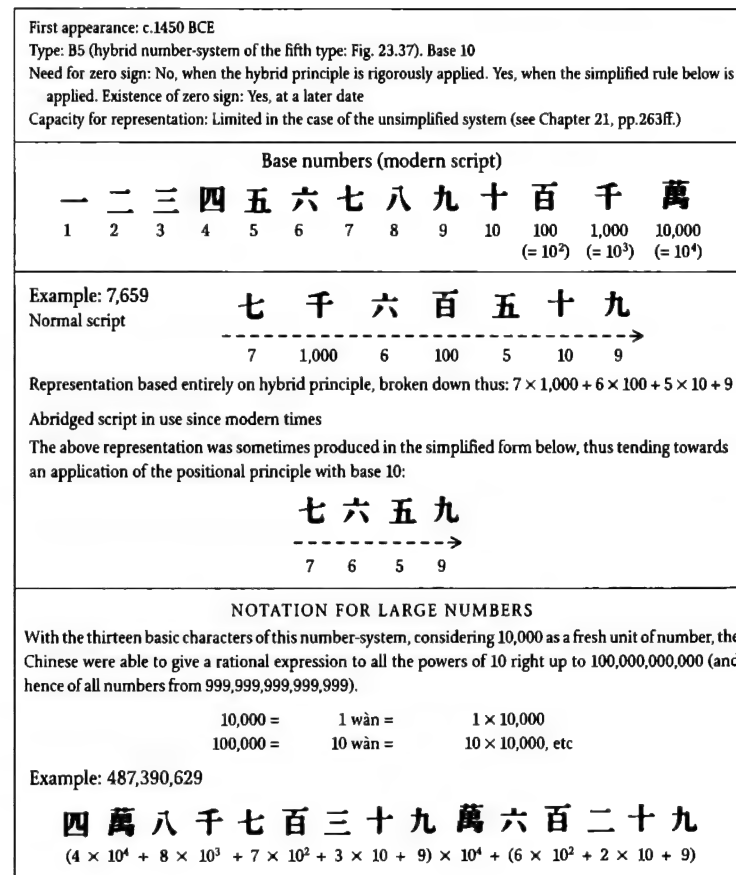 First appearance: c.1450 BCE
Type: B5 (hybrid number-system of the fifth type: Fig. 23.37). Base 10
Need for zero sign: No, when the hybrid principle is rigorously applied. Yes, when the simplified rule below is
applied. Existence of zero sign: Yes, at a later date
Capacity for representation: Limited in the case of the unsimplified system (see Chapter 21, pp.263ff.)
Base numbers (modern script)
一 二 三 四 五 六 七 八 九 十 百 千 萬
1 2 3 4 5 6 7 8 9 10 100 1,000 10,000
(= 10²) (= 10³) (= 10⁴)
Example: 7,659
Normal script
七 千 六 百 五 十 九
7 1,000 6 100 5 10 9
Representation based entirely on hybrid principle, broken down thus: 7 × 1,000 + 6 × 100 + 5 × 10 + 9
Abridged script in use since modern times
The above representation was sometimes produced in the simplified form below, thus tending towards
an application of the positional principle with base 10:
七 六 五 九
7 6 5 9
NOTATION FOR LARGE NUMBERS
With the thirteen basic characters of this number-system, considering 10,000 as a fresh unit of number, the
Chinese were able to give a rational expression to all the powers of 10 right up to 100,000,000,000 (and
hence of all numbers from 999,999,999,999,999).
10,000 = 1 wàn = 1 × 10,000
100,000 = 10 wàn = 10 × 10,000, etc
Example: 487,390,629
四 萬 八 千 七 百 三 十 九 萬 六 百 二 十 九
(4 × 10⁴ + 8 × 10³ + 7 × 10² + 3 × 10 + 9) × 10⁴ + (6 × 10² + 2 × 10 + 9)